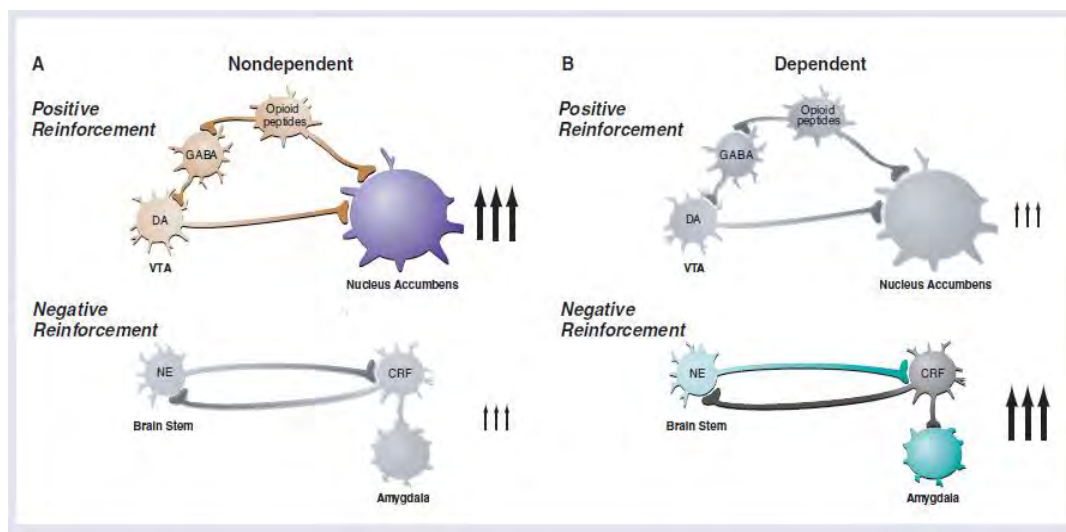 A
Nondependent
Positive
Reinforcement
Opioid
peptides
GABA
DA
VTA
Nucleus Accumbens
Negative
Reinforcement
NE
CRF
Brain Stem
Amygdala
B
Dependent
Positive
Reinforcement
Opioid
peptides
GABA
DA
VTA
Nucleus Accumbens
Negative
Reinforcement
NE
CRF
Brain Stem
Amygdala